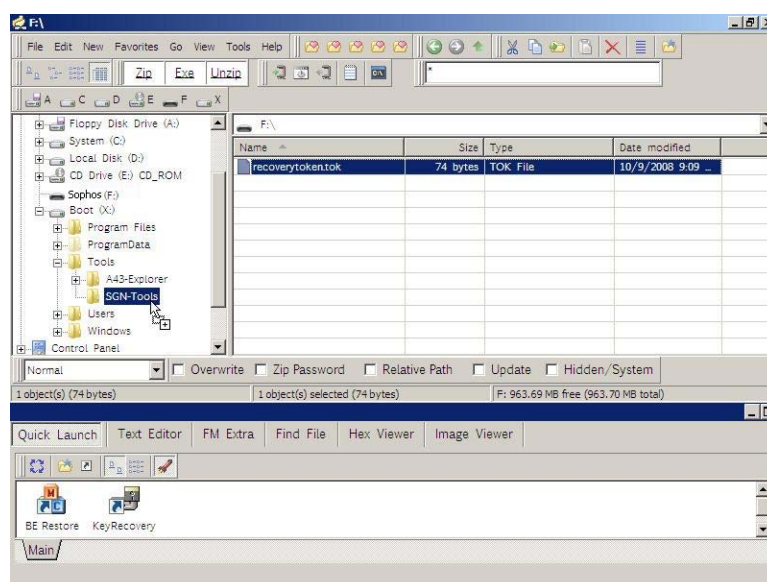 F:\
File Edit New Favorites Go View Tools Help
Zip Exe Unzip *
A C D E F X
Floppy Disk Drive (A:)
System (C:)
Local Disk (D:)
CD Drive (E:) CD_ROM
Sophos (F:)
Boot (X:)
Program Files
ProgramData
Tools
A43-Explorer
SGN-Tools
Users
Windows
Control Panel
F:\
Name Size Type Date modified
recoverytoken.tok 74 bytes TOK File 10/9/2008 9:09 ...
Normal Overwrite Zip Password Relative Path Update Hidden/System
1 object(s) (74 bytes) 1 object(s) selected (74 bytes) F: 963.69 MB free (963.70 MB total)
Quick Launch Text Editor FM Extra Find File Hex Viewer Image Viewer
BE Restore KeyRecovery
Main